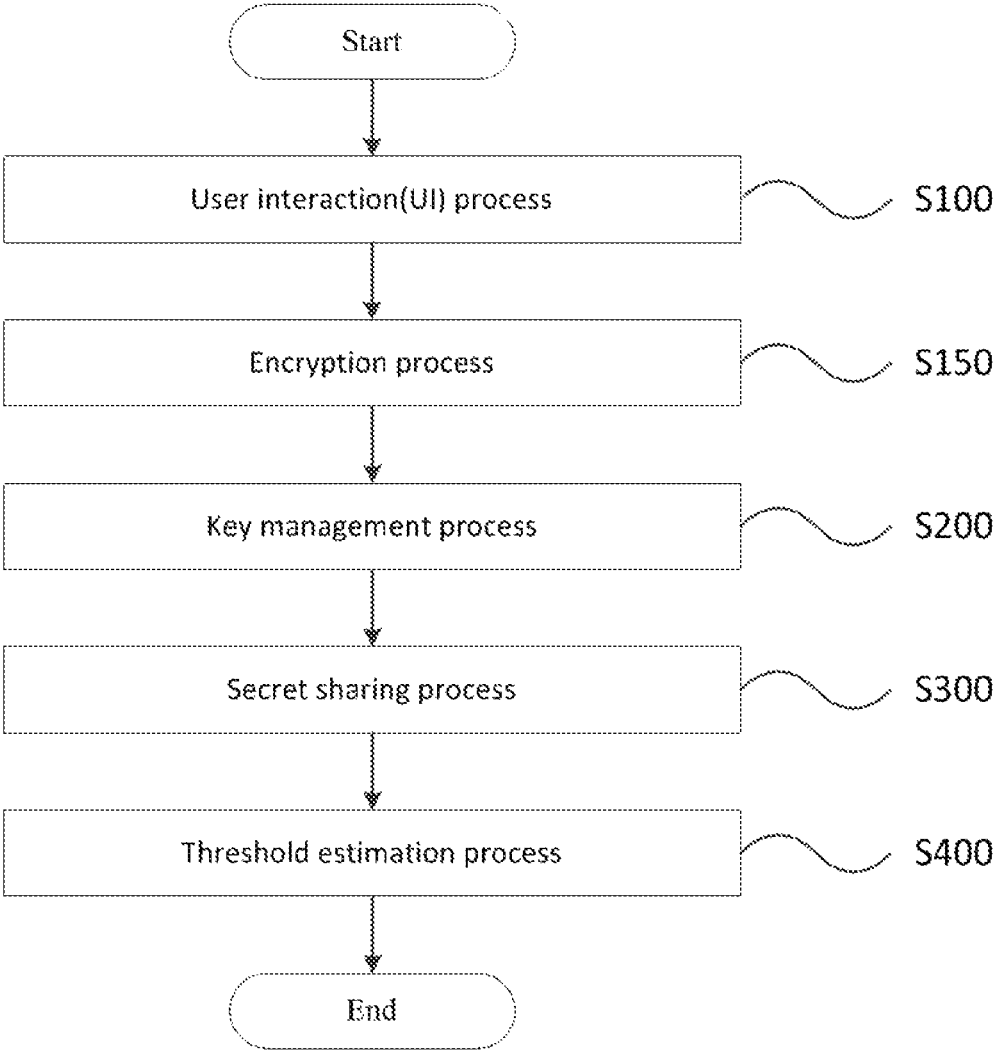 Start
User interaction(UI) process
S100
Encryption process
S150
Key management process
S200
Secret sharing process
S300
Threshold estimation process
S400
End